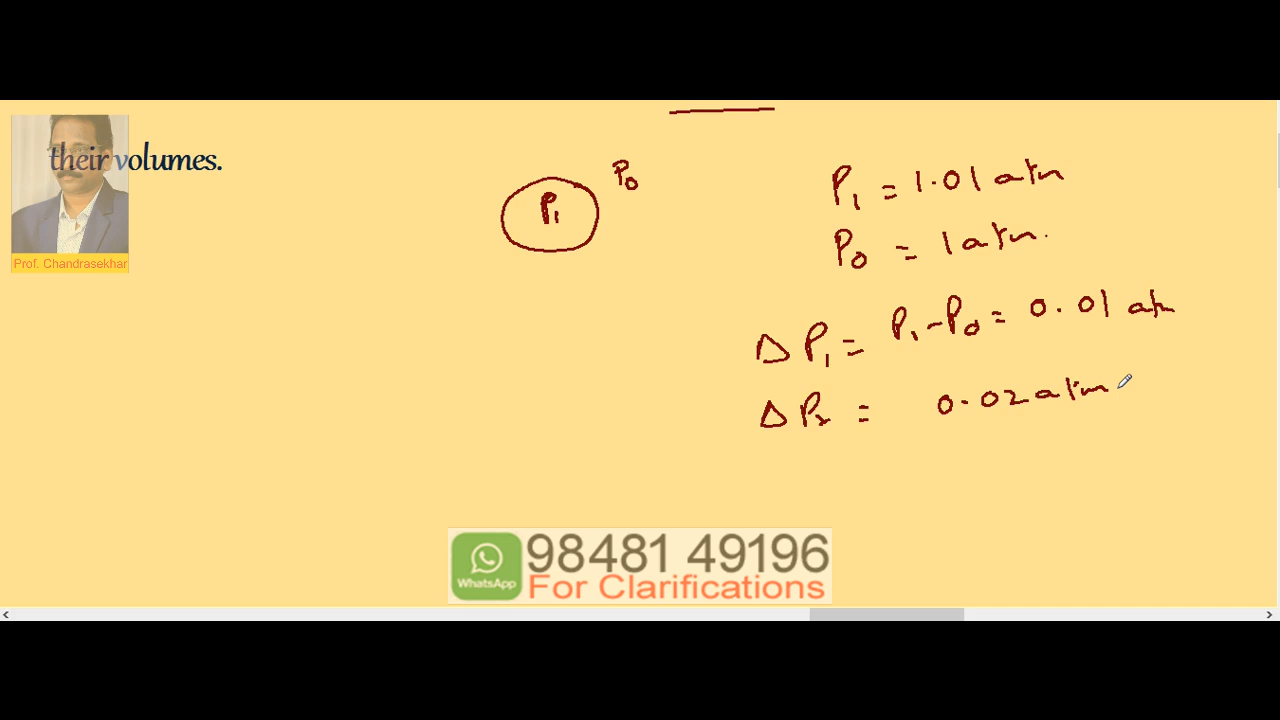 their volumes.
Prof. Chandrasekhar
P₀
P₁
P₁ = 1.01 atm
P₀ = 1 atm.
ΔP₁ = P₁ - P₀ = 0.01 atm
ΔP₂ = 0.02 atm
98481 49196
WhatsApp
For Clarifications